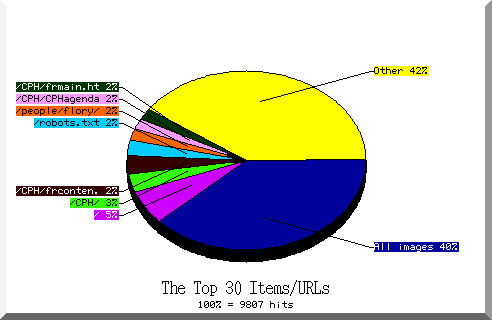 Other 42%
/CPH/frmain.ht 2%
/CPH/CPHagenda 2%
/people/flory/ 2%
/robots.txt 2%
/CPH/frconten. 2%
/CPH/ 3%
/ 5%
All images 40%
The Top 30 Items/URLs
100% = 9807 hits